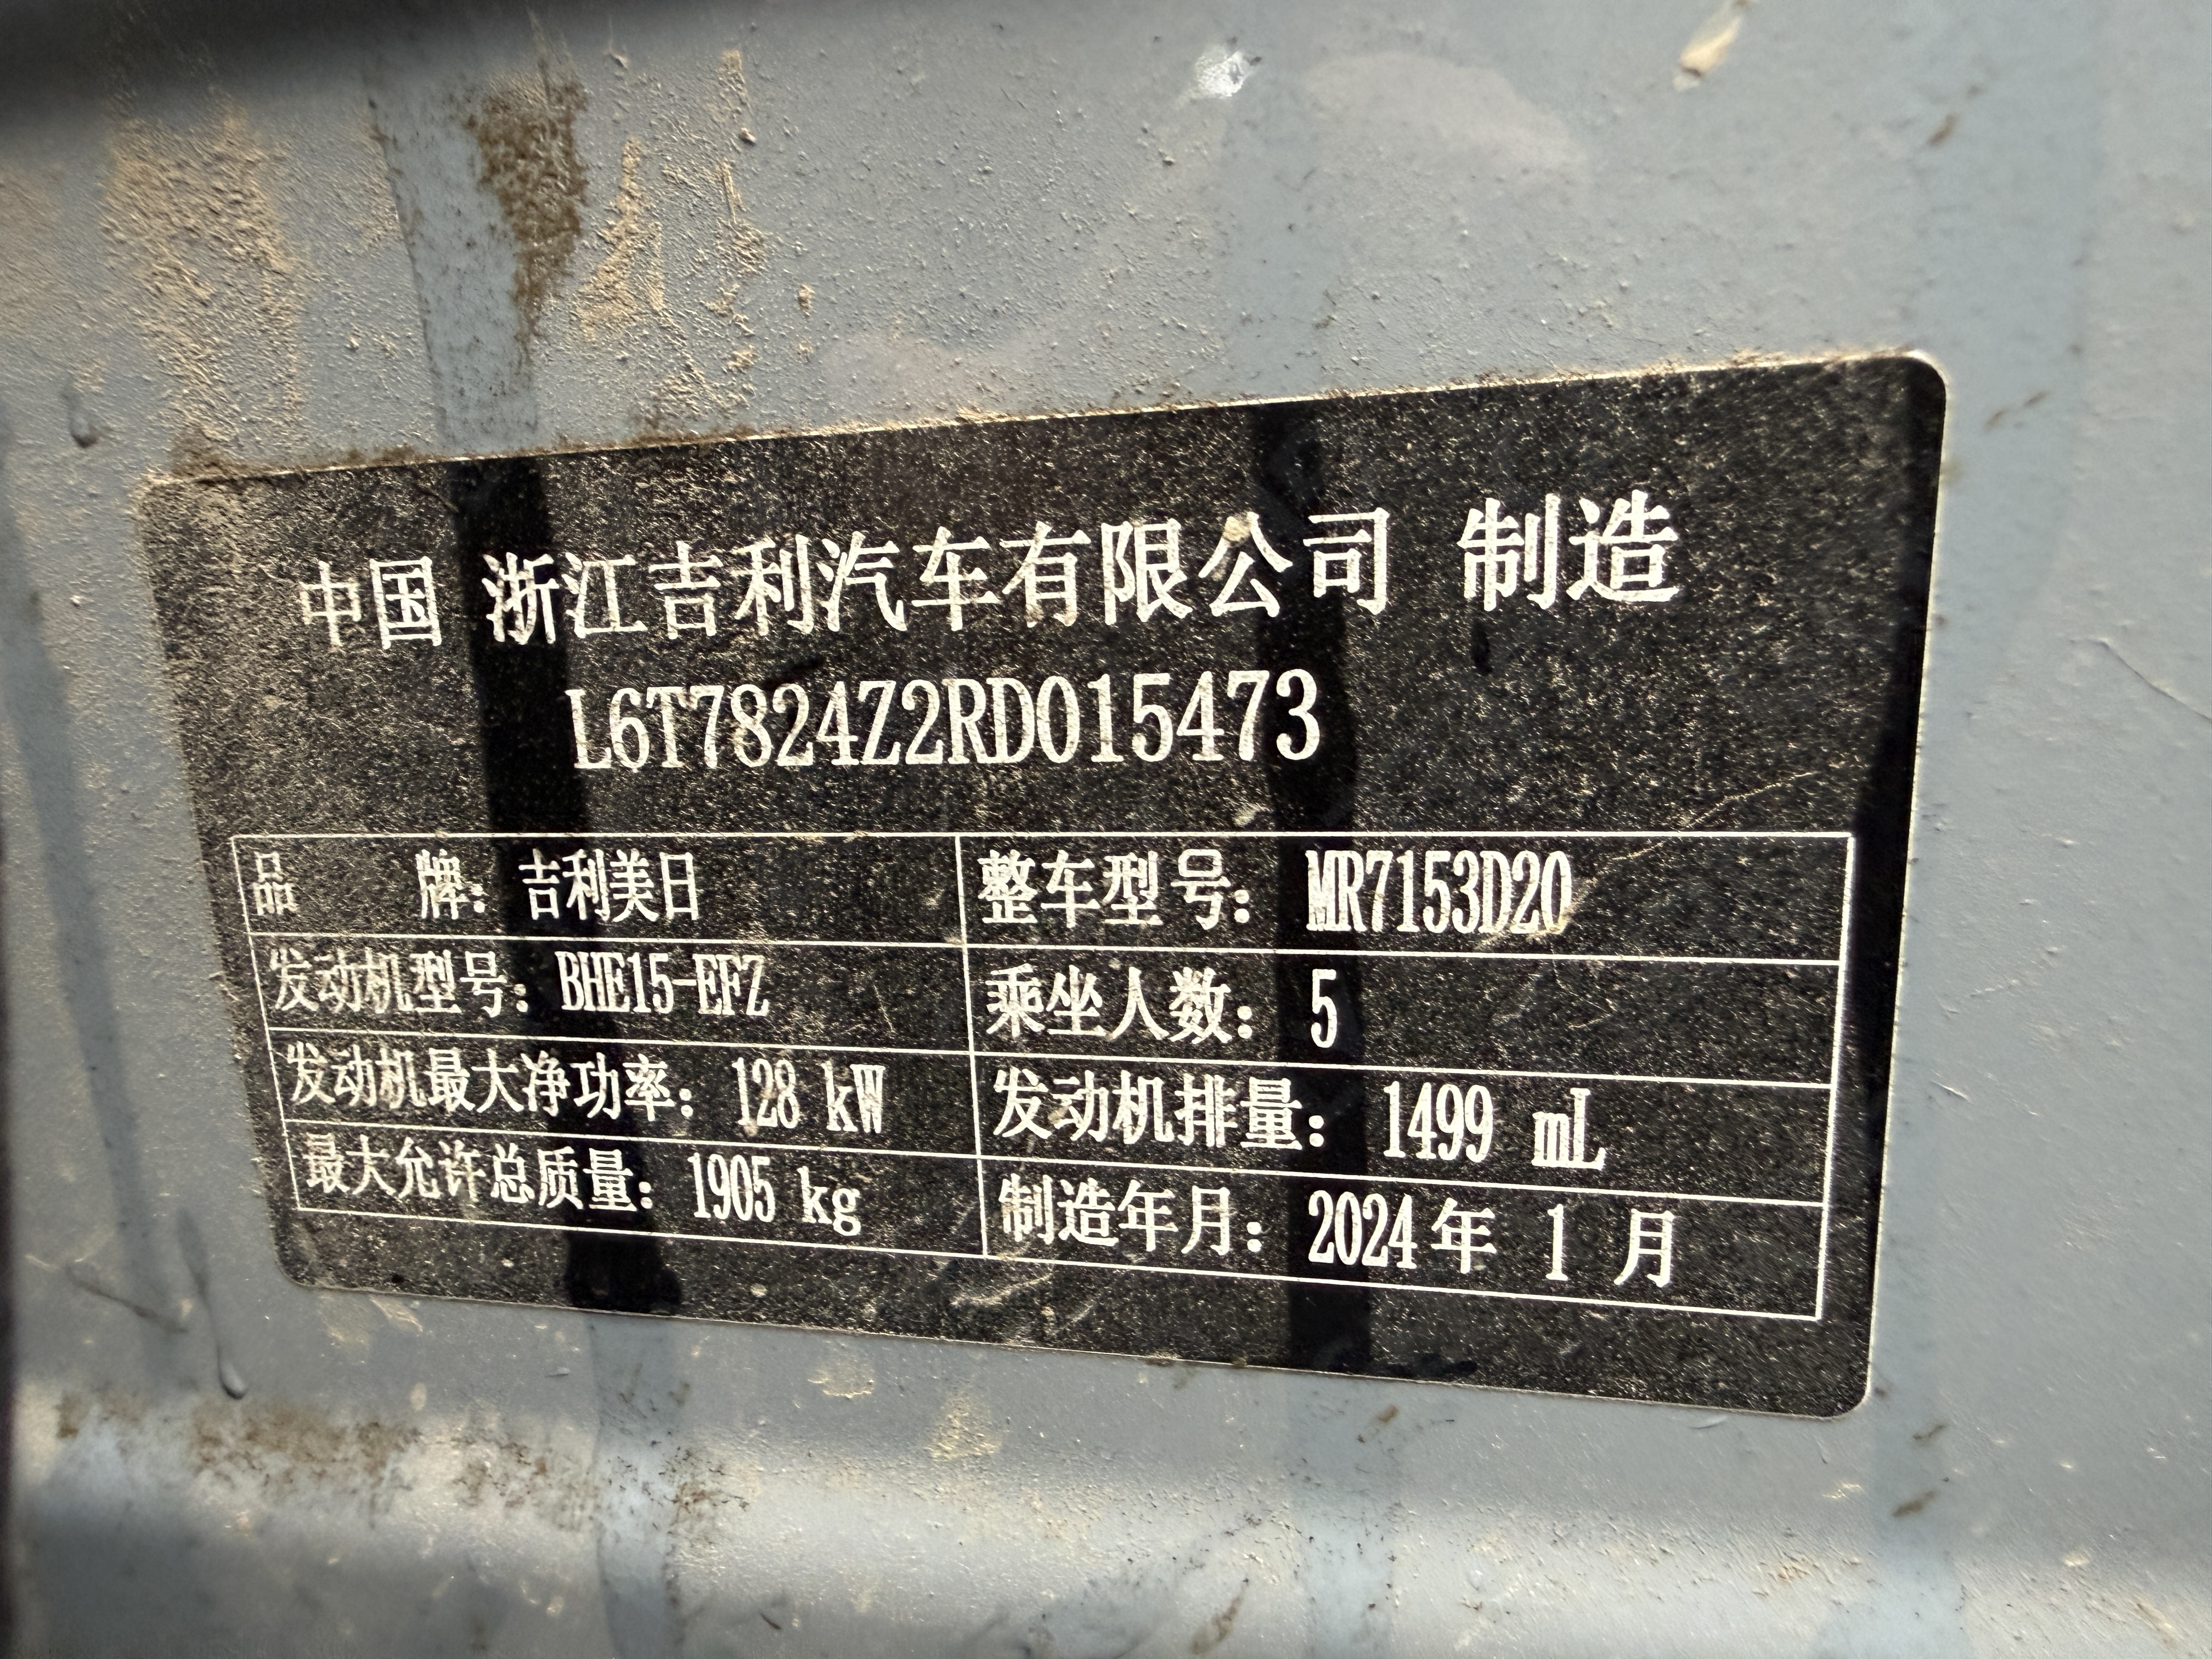 中国 浙江吉利汽车有限公司 制造
L6T7824Z2RD015473
品 牌：吉利美日 整车型号：MR7153D20
发动机型号：BHE15-EFZ 乘坐人数：5
发动机最大净功率：128 kW 发动机排量：1499 mL
最大允许总质量：1905 kg 制造年月：2024年 1 月